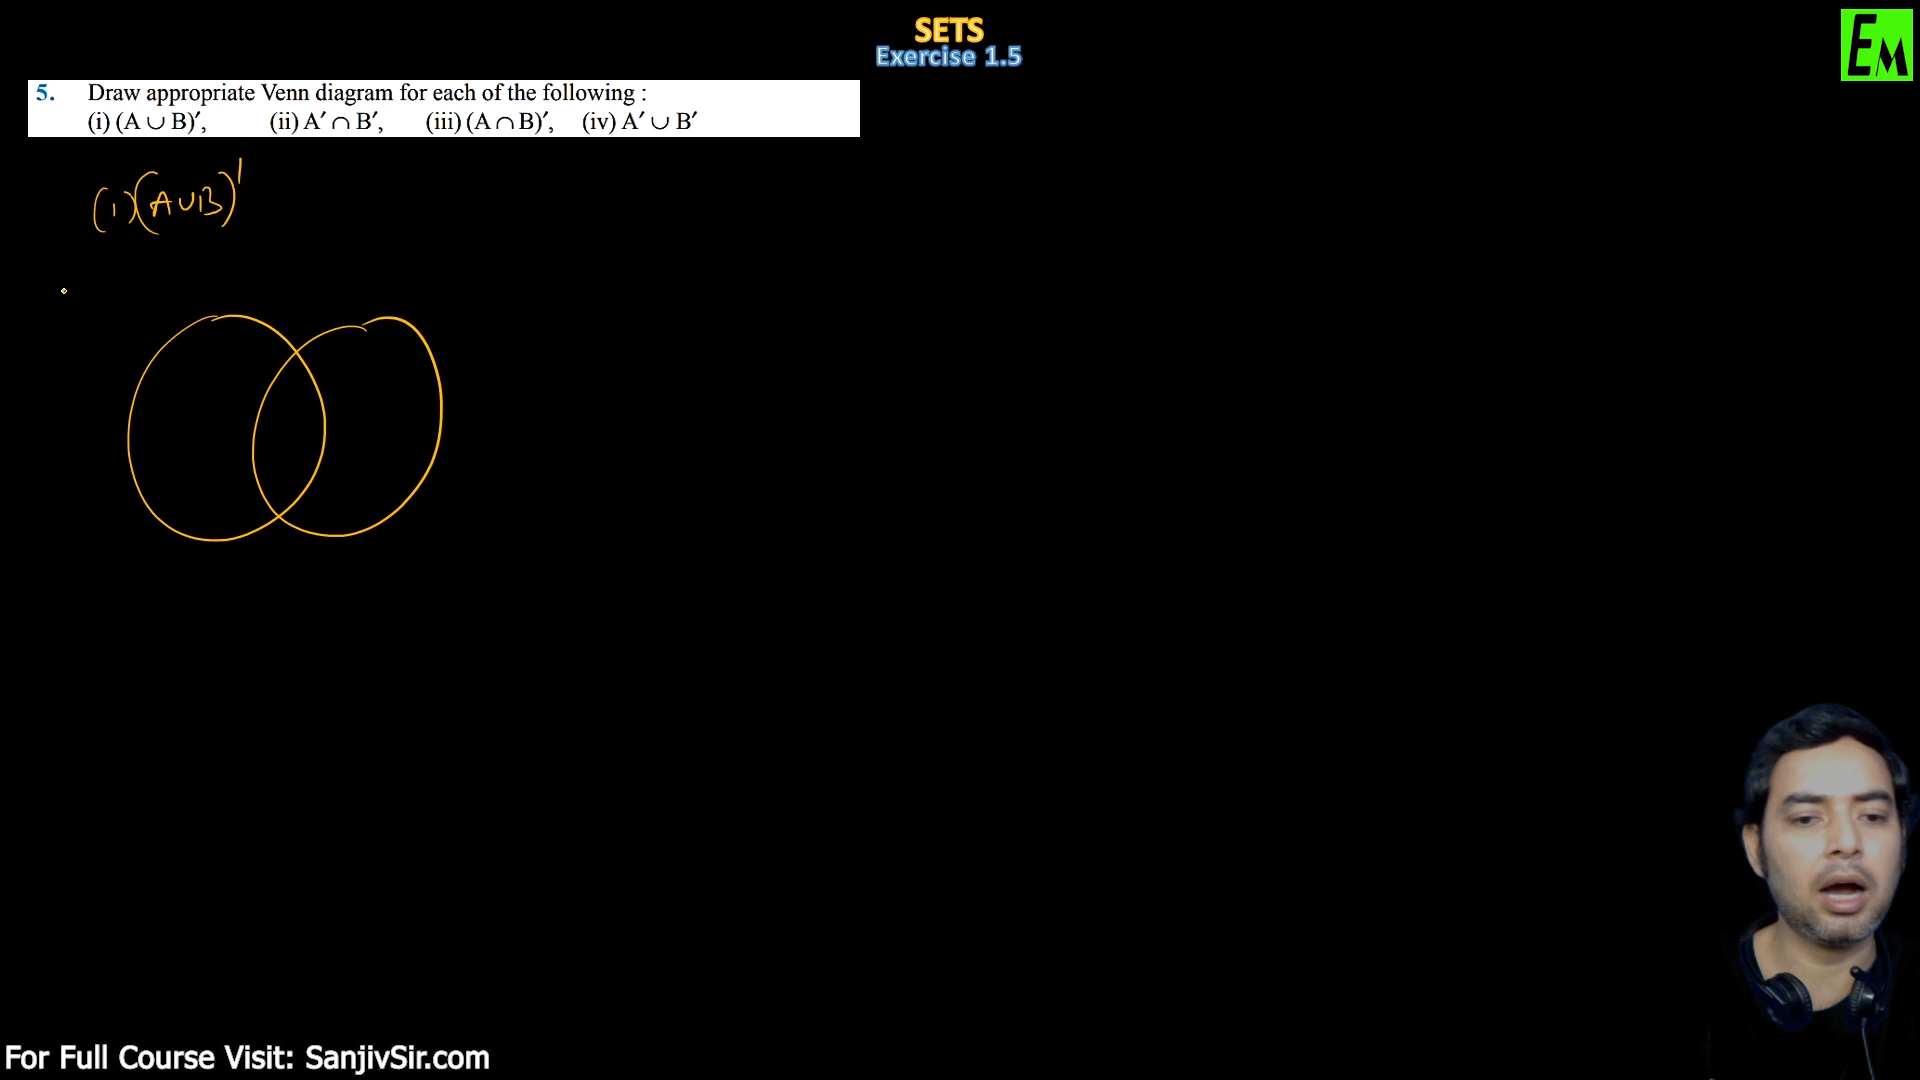 SETS
Exercise 1.5
EM
5. Draw appropriate Venn diagram for each of the following :
(i) (A ∪ B)′, (ii) A′ ∩ B′, (iii) (A ∩ B)′, (iv) A′ ∪ B′
(i) (A∪B)'
For Full Course Visit: SanjivSir.com